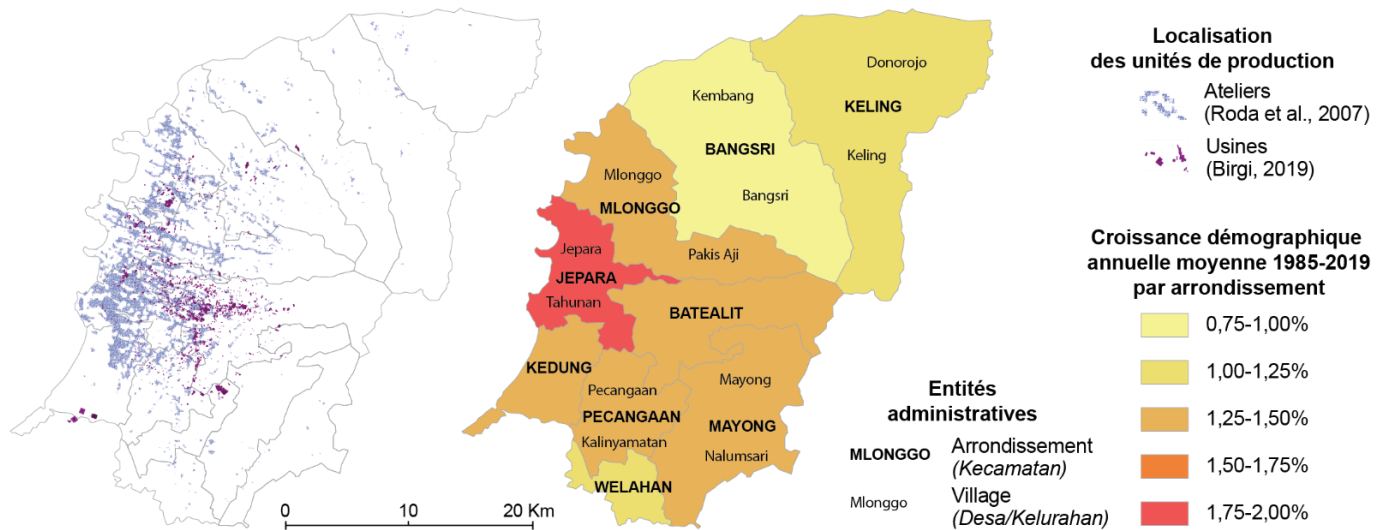 Donorojo
Kembang
KELING
BANGSRI
Keling
Mlonggo
Bangsri
MLONGGO
Jepara
Pakis Aji
JEPARA
Tahunan
BATEALIT
KEDUNG
Pecangaan
Mayong
PECANGAAN
MAYONG
Kalinyamatan
Nalumsari
WELAHAN
0 10 20 Km
Entités
administratives
MLONGGO Arrondissement
(Kecamatan)
Mlonggo Village
(Desa/Kelurahan)
Localisation
des unités de production
Ateliers
(Roda et al., 2007)
Usines
(Birgi, 2019)
Croissance démographique
annuelle moyenne 1985-2019
par arrondissement
0,75-1,00%
1,00-1,25%
1,25-1,50%
1,50-1,75%
1,75-2,00%